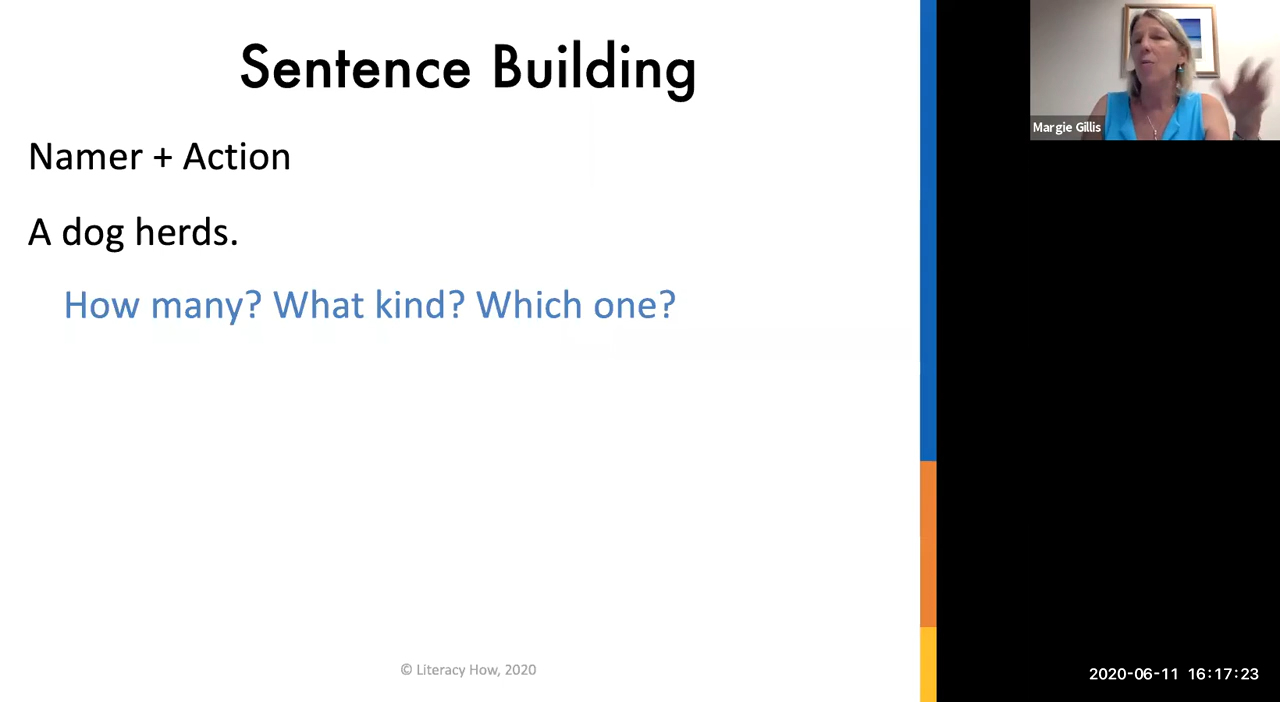 Sentence Building
Margie Gillis
Namer + Action
A dog herds.
How many? What kind? Which one?
© Literacy How, 2020
2020-06-11 16:17:23